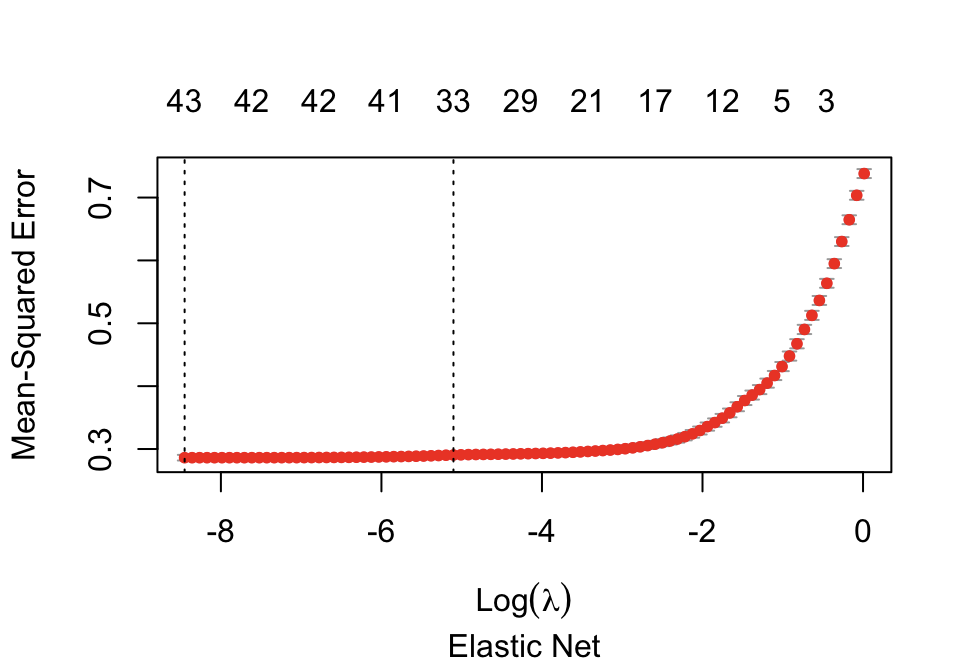 43 42 42 41 33 29 21 17 12 5 3
Mean-Squared Error
0.7
0.5
0.3
-8 -6 -4 -2 0
Log(λ)
Elastic Net